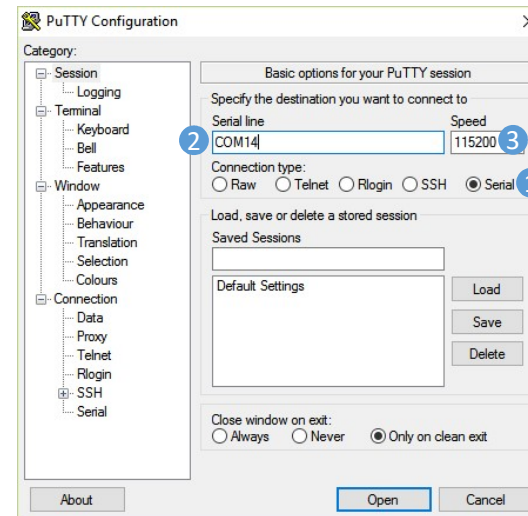 PuTTY Configuration
Category:
Session
Logging
Terminal
Keyboard
Bell
Features
Window
Appearance
Behaviour
Translation
Selection
Colours
Connection
Data
Proxy
Telnet
Rlogin
SSH
Serial
Basic options for your PuTTY session
Specify the destination you want to connect to
Serial line Speed
2 COM14 115200 3
Connection type:
Raw Telnet Rlogin SSH Serial
Load, save or delete a stored session
Saved Sessions
Default Settings
Load
Save
Delete
Close window on exit:
Always Never Only on clean exit
About Open Cancel